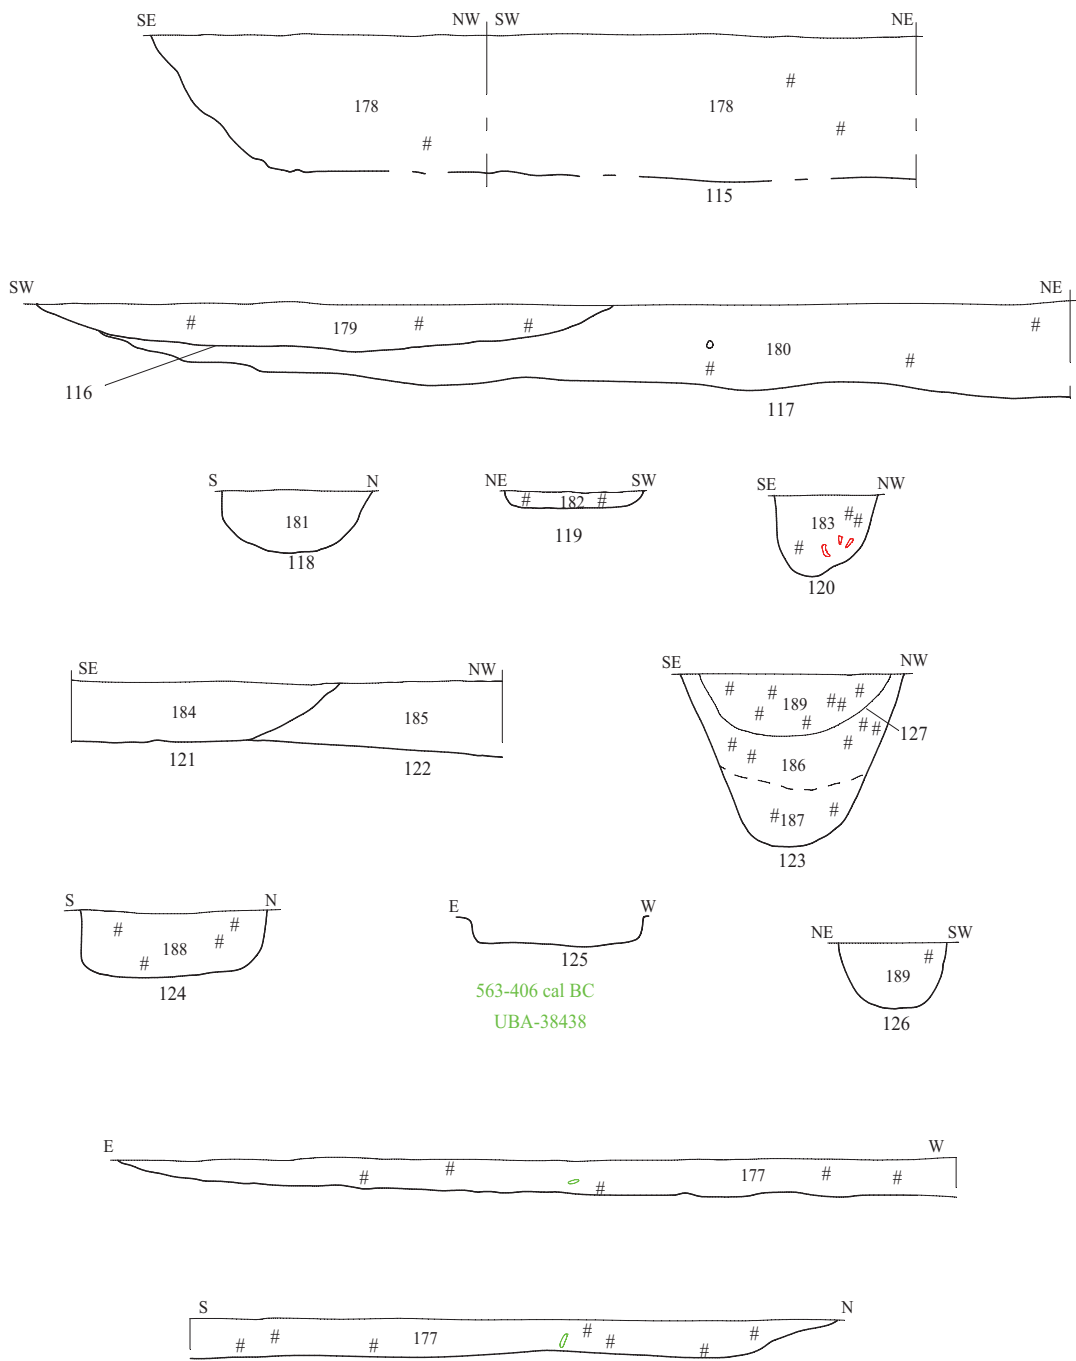 SE NW SW NE
178 # 178 # #
115
SW NE
# 179 # # 180 # # #
116
117
S N NE SW SE NW
181 # 182 # 183 # # #
118 119 120
SE NW SE NW
184 185 # # 189 # # # # #
127
# # 186 # # #
121 122
# 187 #
123
S N E W NE SW
# # # # 188 189 #
124 125 126
563-406 cal BC
UBA-38438
E W
# # # 177 # #
S N
# # # 177 # # # #